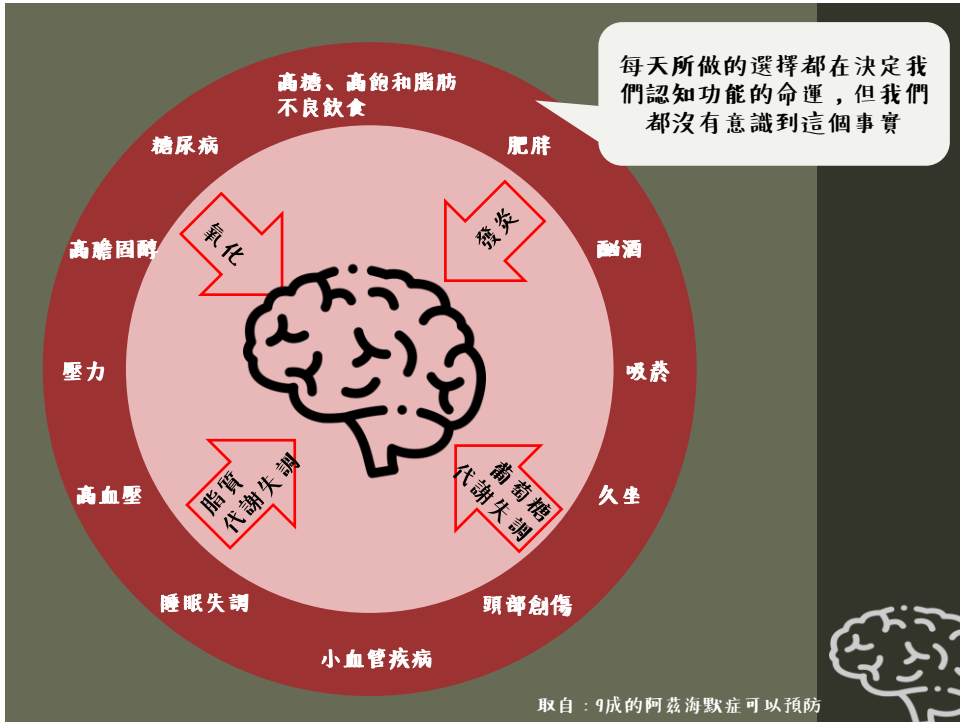 每天所做的選擇都在決定我
們認知功能的命運，但我們
都沒有意識到這個事實
高糖、高飽和脂肪
不良飲食
糖尿病
肥胖
高膽固醇
酗酒
壓力
吸菸
高血壓
久坐
睡眠失調
頭部創傷
小血管疾病
氧化
發炎
脂質
代謝失調
葡萄糖
代謝失調
取自：9成的阿茲海默症可以預防